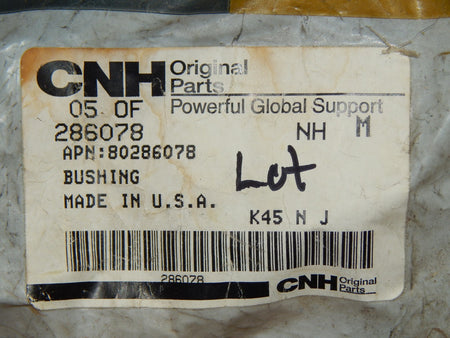 CNH Original Parts
05 OF Powerful Global Support
286078 NH M
APN:80286078
BUSHING Lot
MADE IN U.S.A.
K45 N J
286078
CNH Original Parts